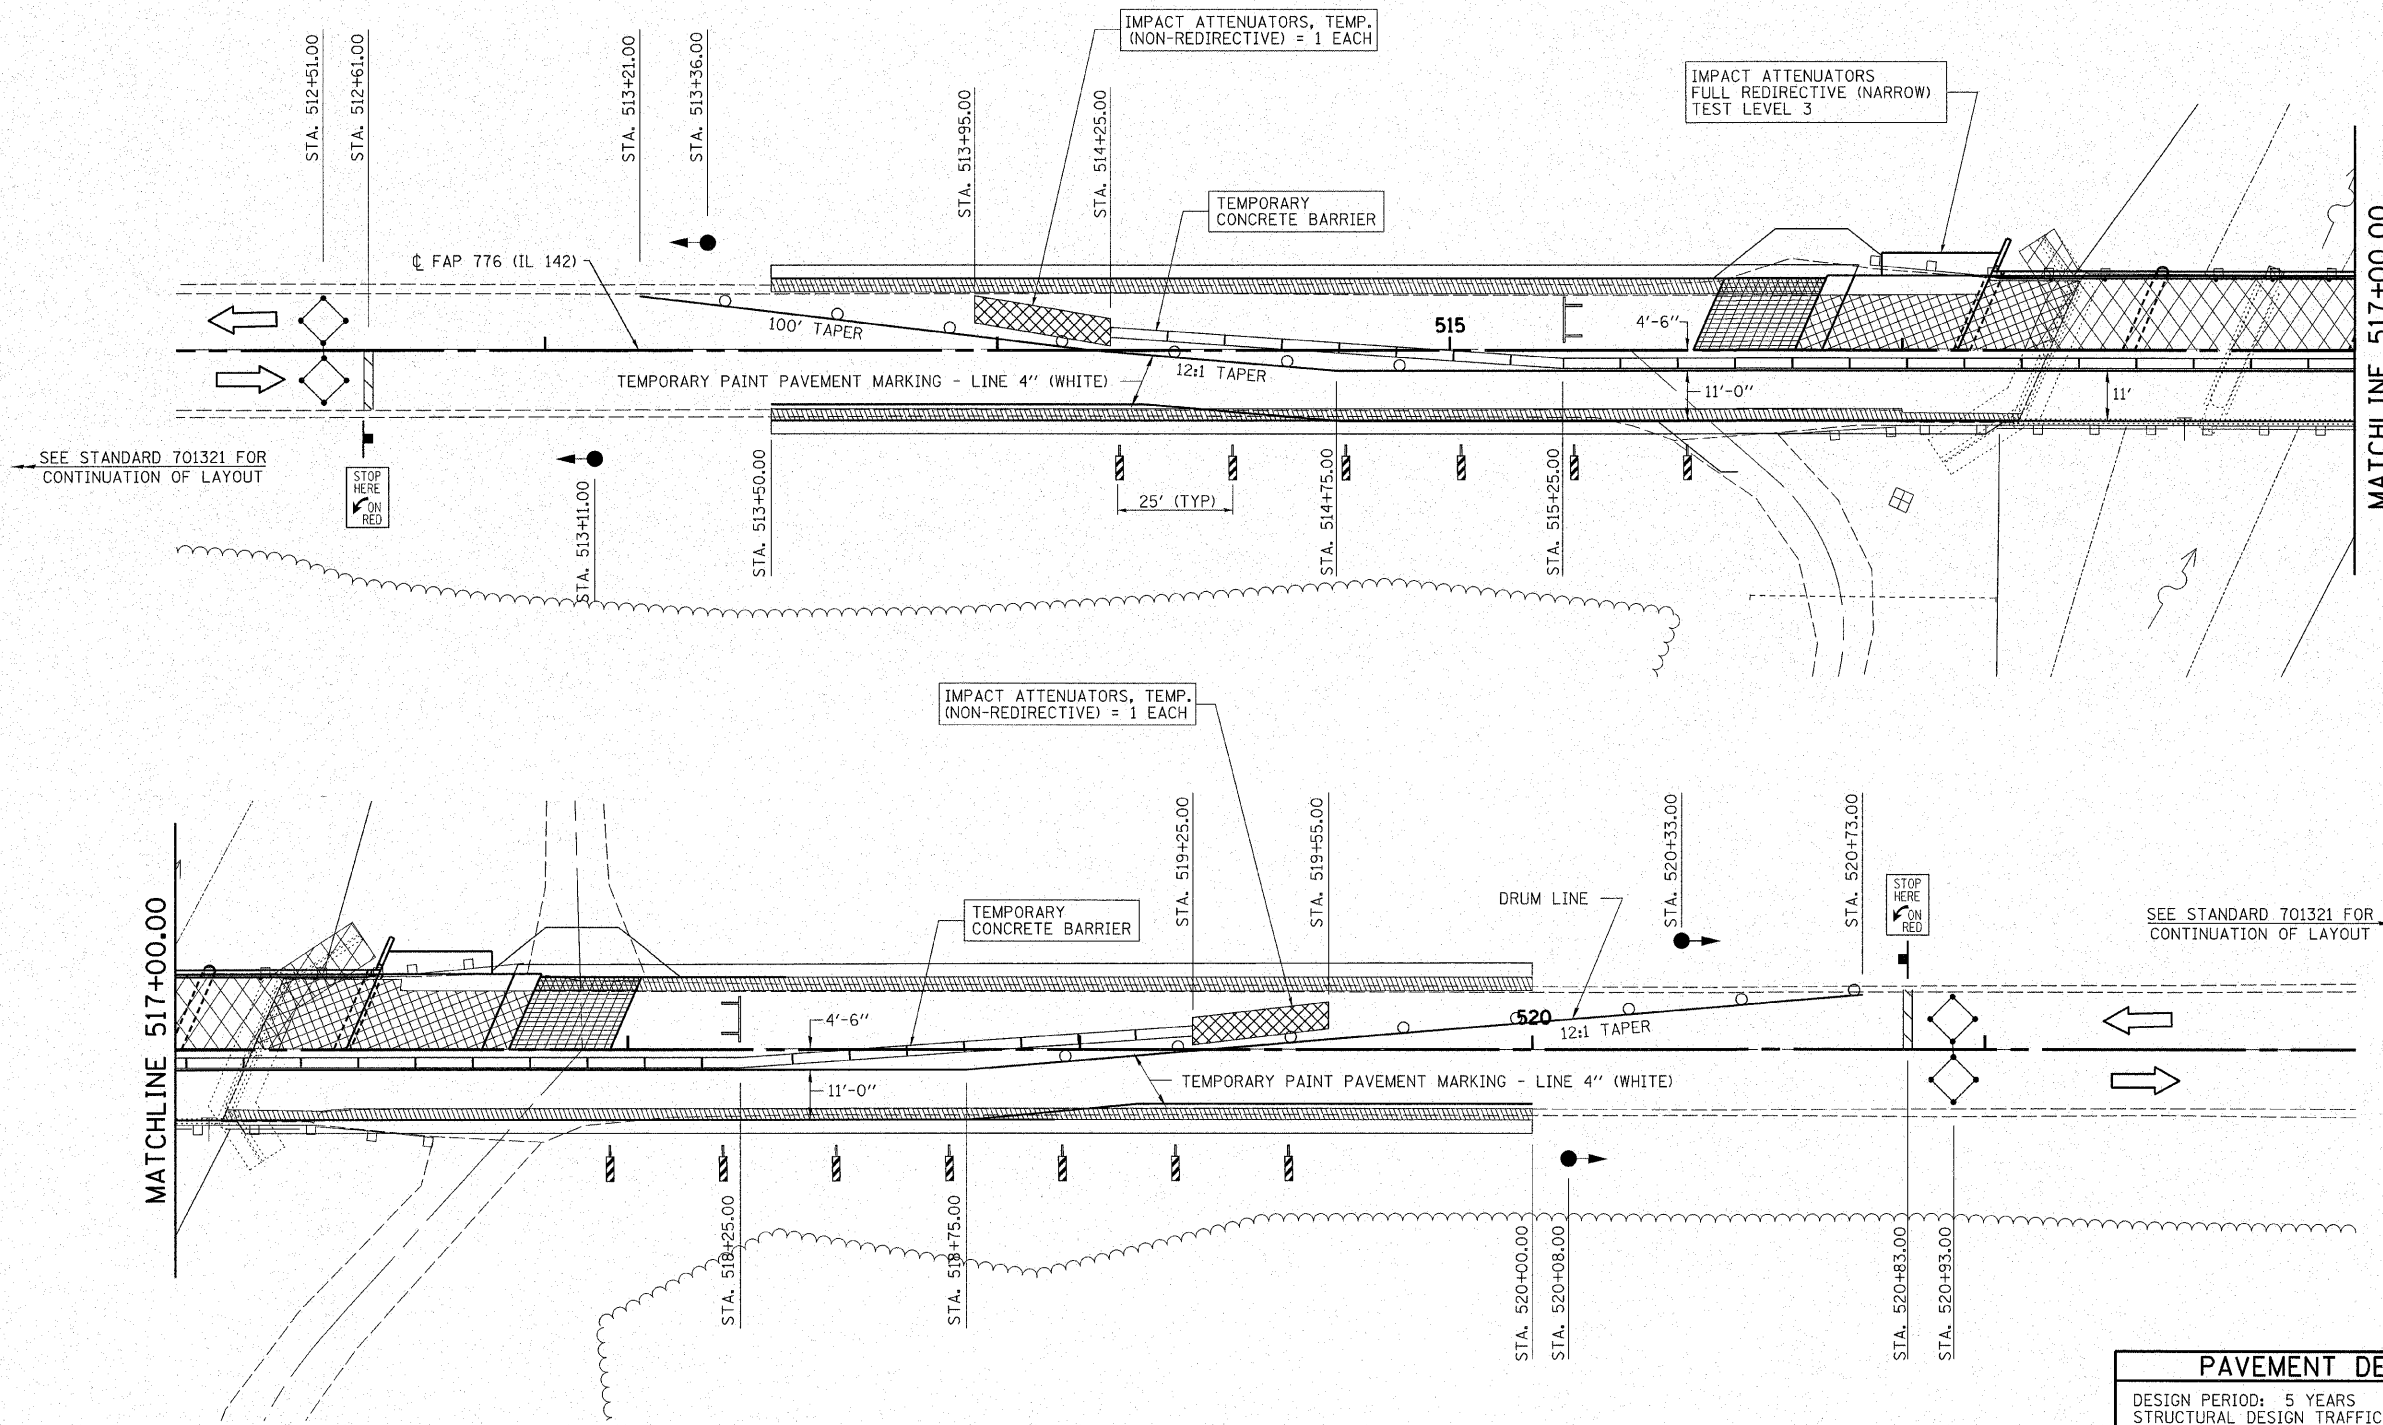 IMPACT ATTENUATORS, TEMP.
(NON-REDIRECTIVE) = 1 EACH
STA. 512+51.00
STA. 512+61.00
STA. 513+21.00
STA. 513+36.00
STA. 513+95.00
STA. 514+25.00
IMPACT ATTENUATORS
FULL REDIRECTIVE (NARROW)
TEST LEVEL 3
TEMPORARY
CONCRETE BARRIER
℄ FAP 776 (IL 142)
100' TAPER
515
4'-6"
12:1 TAPER
TEMPORARY PAINT PAVEMENT MARKING - LINE 4" (WHITE)
11'-0"
11'
MATCHLINE 517+00.00
SEE STANDARD 701321 FOR
CONTINUATION OF LAYOUT
STOP
HERE
ON
RED
25' (TYP)
STA. 513+11.00
STA. 513+50.00
STA. 514+75.00
STA. 515+25.00
IMPACT ATTENUATORS, TEMP.
(NON-REDIRECTIVE) = 1 EACH
STA. 519+25.00
STA. 519+55.00
STA. 520+33.00
STA. 520+73.00
DRUM LINE
STOP
HERE
ON
RED
SEE STANDARD 701321 FOR
CONTINUATION OF LAYOUT
TEMPORARY
CONCRETE BARRIER
MATCHLINE 517+00.00
4'-6"
520
12:1 TAPER
TEMPORARY PAINT PAVEMENT MARKING - LINE 4" (WHITE)
11'-0"
STA. 518+25.00
STA. 518+75.00
STA. 520+00.00
STA. 520+08.00
STA. 520+83.00
STA. 520+93.00
PAVEMENT DE
DESIGN PERIOD: 5 YEARS
STRUCTURAL DESIGN TRAFFIC